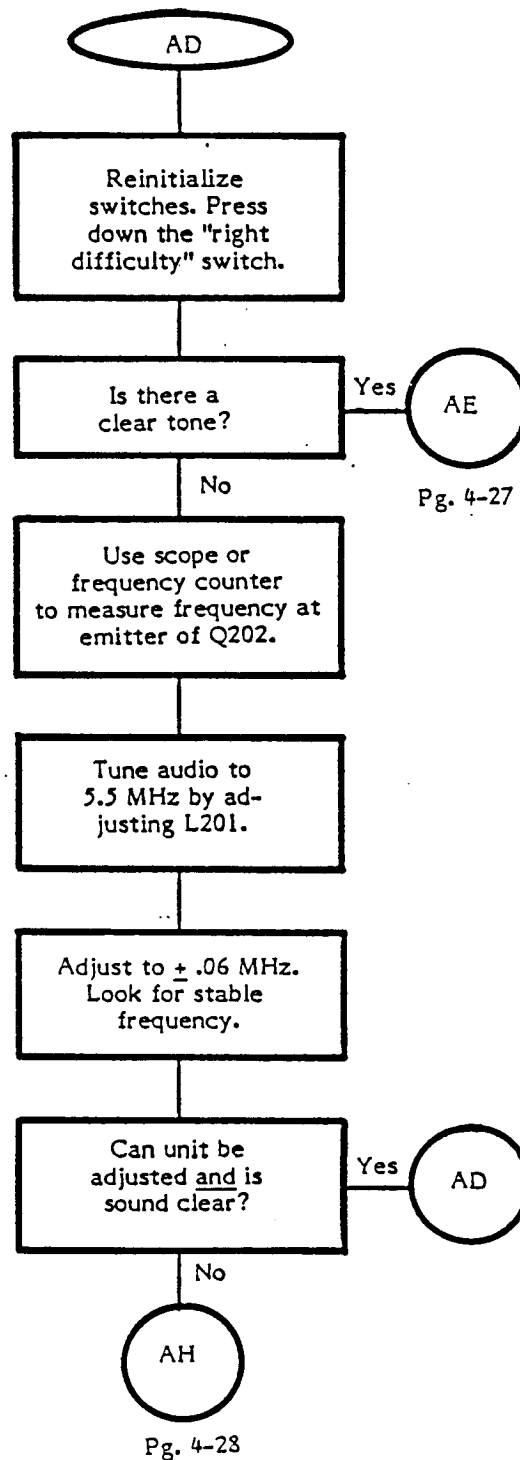 AD
Reinitialize
switches. Press
down the "right
difficulty" switch.
Is there a
clear tone?
Yes
AE
Pg. 4-27
No
Use scope or
frequency counter
to measure frequency at
emitter of Q202.
Tune audio to
5.5 MHz by ad-
justing L201.
Adjust to ± .06 MHz.
Look for stable
frequency.
Can unit be
adjusted and is
sound clear?
Yes
AD
No
AH
Pg. 4-28